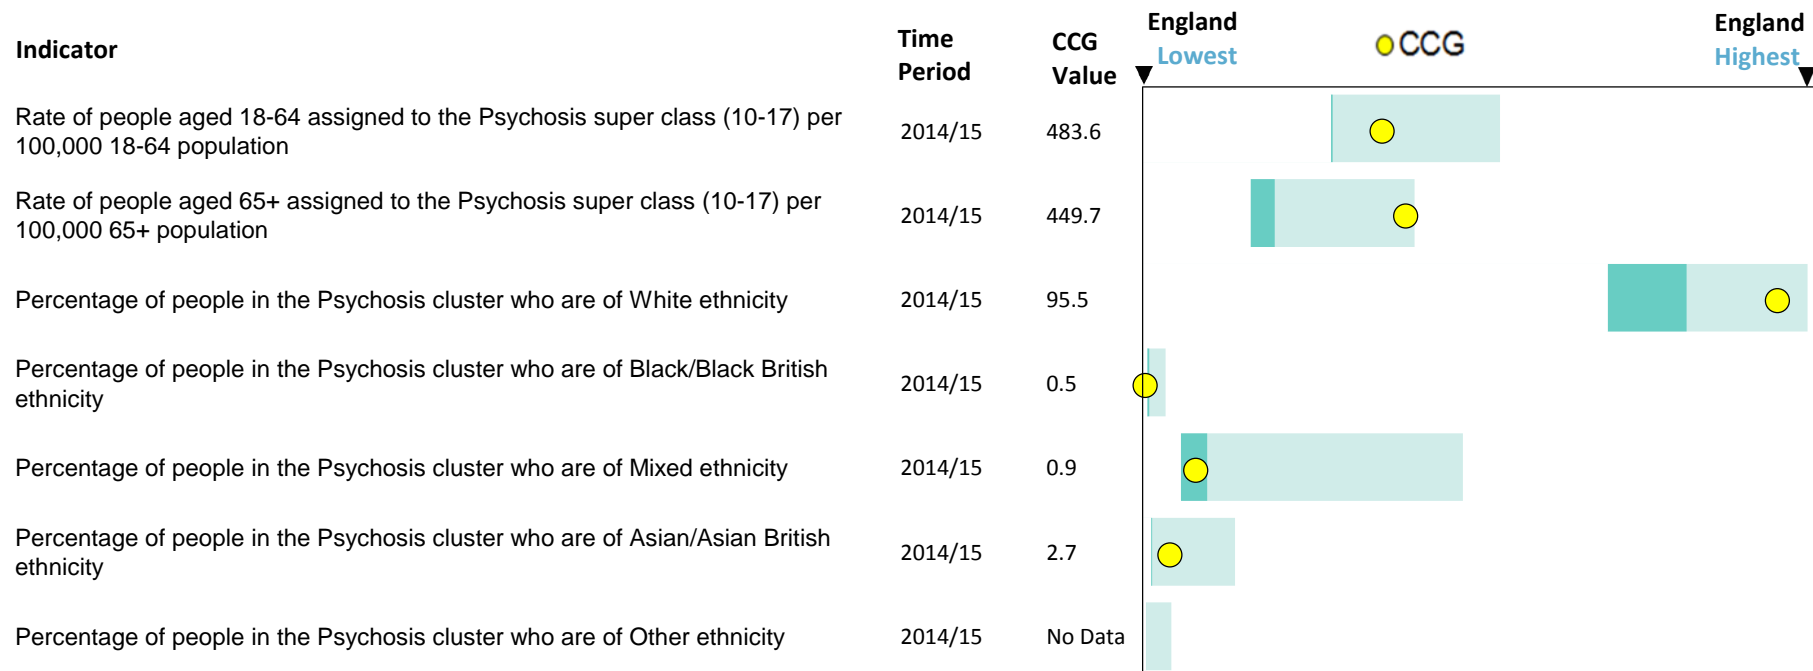 Indicator
Time
Period
CCG
Value
England
Lowest
CCG
England
Highest
Rate of people aged 18-64 assigned to the Psychosis super class (10-17) per
100,000 18-64 population
2014/15
483.6
Rate of people aged 65+ assigned to the Psychosis super class (10-17) per
100,000 65+ population
2014/15
449.7
Percentage of people in the Psychosis cluster who are of White ethnicity
2014/15
95.5
Percentage of people in the Psychosis cluster who are of Black/Black British
ethnicity
2014/15
0.5
Percentage of people in the Psychosis cluster who are of Mixed ethnicity
2014/15
0.9
Percentage of people in the Psychosis cluster who are of Asian/Asian British
ethnicity
2014/15
2.7
Percentage of people in the Psychosis cluster who are of Other ethnicity
2014/15
No Data